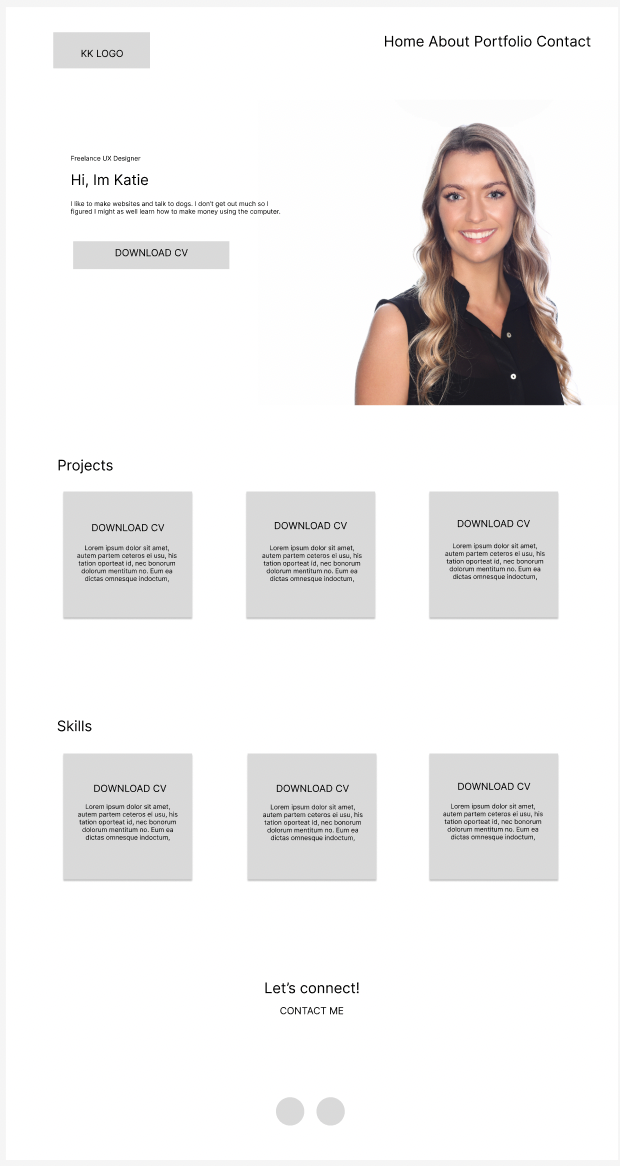 KK LOGO
Home About Portfolio Contact
Freelance UX Designer
Hi, Im Katie
I like to make websites and talk to dogs. I don't get out much so I
figured I might as well learn how to make money using the computer.
DOWNLOAD CV
Projects
DOWNLOAD CV
Lorem ipsum dolor sit amet,
autem partem ceteros ei usu, his
tation oporteat id, nec bonorum
dolorum mentitum no. Eum ea
dictas omnesque indoctum,
DOWNLOAD CV
Lorem ipsum dolor sit amet,
autem partem ceteros ei usu, his
tation oporteat id, nec bonorum
dolorum mentitum no. Eum ea
dictas omnesque indoctum,
DOWNLOAD CV
Lorem ipsum dolor sit amet,
autem partem ceteros ei usu, his
tation oporteat id, nec bonorum
dolorum mentitum no. Eum ea
dictas omnesque indoctum,
Skills
DOWNLOAD CV
Lorem ipsum dolor sit amet,
autem partem ceteros ei usu, his
tation oporteat id, nec bonorum
dolorum mentitum no. Eum ea
dictas omnesque indoctum,
DOWNLOAD CV
Lorem ipsum dolor sit amet,
autem partem ceteros ei usu, his
tation oporteat id, nec bonorum
dolorum mentitum no. Eum ea
dictas omnesque indoctum,
DOWNLOAD CV
Lorem ipsum dolor sit amet,
autem partem ceteros ei usu, his
tation oporteat id, nec bonorum
dolorum mentitum no. Eum ea
dictas omnesque indoctum,
Let's connect!
CONTACT ME